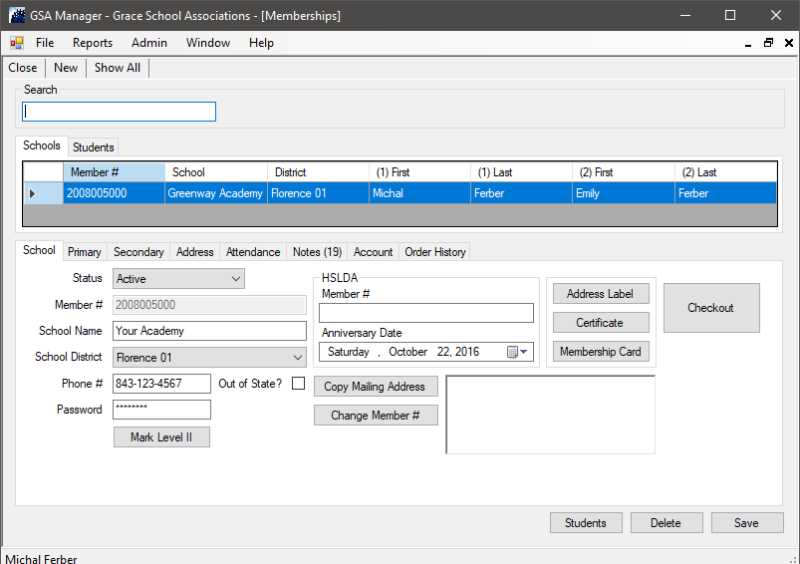 GSA Manager - Grace School Associations - [Memberships]
File Reports Admin Window Help
Close New Show All
Search
Schools Students
Member # School District (1) First (1) Last (2) First (2) Last
2008005000 Greenway Academy Florence 01 Michal Ferber Emily Ferber
School Primary Secondary Address Attendance Notes (19) Account Order History
Status Active
Member # 2008005000
School Name Your Academy
School District Florence 01
Phone # 843-123-4567 Out of State?
Password ********
Mark Level II
HSLDA
Member #
Anniversary Date
Saturday , October 22, 2016
Copy Mailing Address
Change Member #
Address Label
Certificate
Membership Card
Checkout
Students Delete Save
Michal Ferber